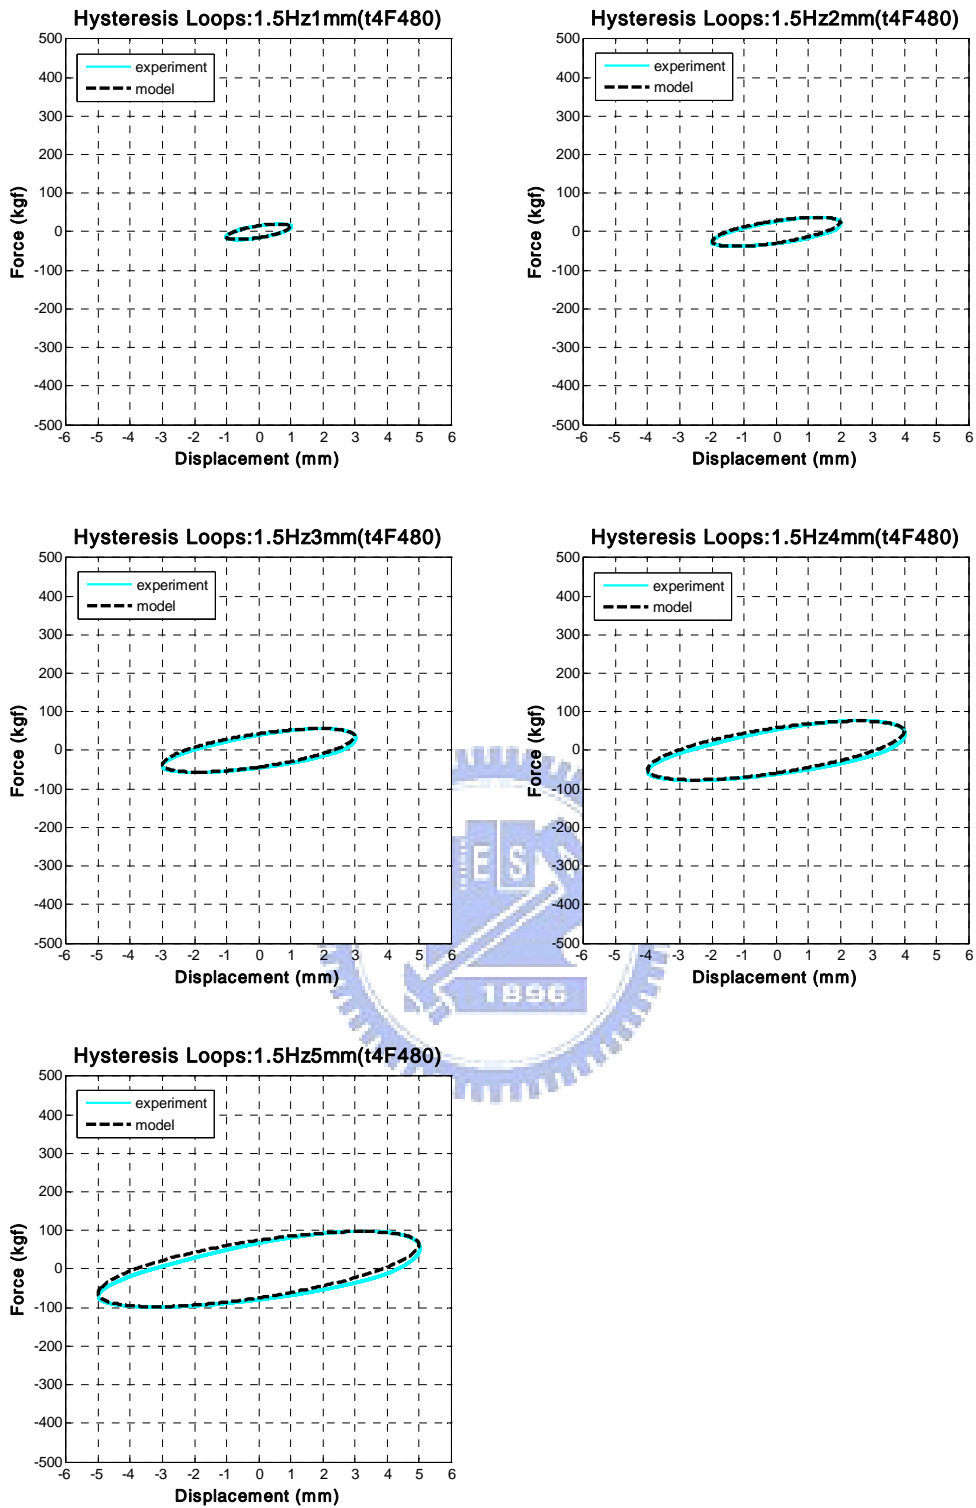 Hysteresis Loops:1.5Hz1mm(t4F480)
500
400
300
200
100
0
-100
-200
-300
-400
-500
Force (kgf)
experiment
model
-6 -5 -4 -3 -2 -1 0 1 2 3 4 5 6
Displacement (mm)
Hysteresis Loops:1.5Hz2mm(t4F480)
500
400
300
200
100
0
-100
-200
-300
-400
-500
Force (kgf)
experiment
model
-6 -5 -4 -3 -2 -1 0 1 2 3 4 5 6
Displacement (mm)
Hysteresis Loops:1.5Hz3mm(t4F480)
500
400
300
200
100
0
-100
-200
-300
-400
-500
Force (kgf)
experiment
model
-6 -5 -4 -3 -2 -1 0 1 2 3 4 5 6
Displacement (mm)
Hysteresis Loops:1.5Hz4mm(t4F480)
500
400
300
200
100
0
-100
-200
-300
-400
-500
Force (kgf)
experiment
model
-6 -5 -4 -3 -2 -1 0 1 2 3 4 5 6
Displacement (mm)
ES
1896
Hysteresis Loops:1.5Hz5mm(t4F480)
500
400
300
200
100
0
-100
-200
-300
-400
-500
Force (kgf)
experiment
model
-6 -5 -4 -3 -2 -1 0 1 2 3 4 5 6
Displacement (mm)